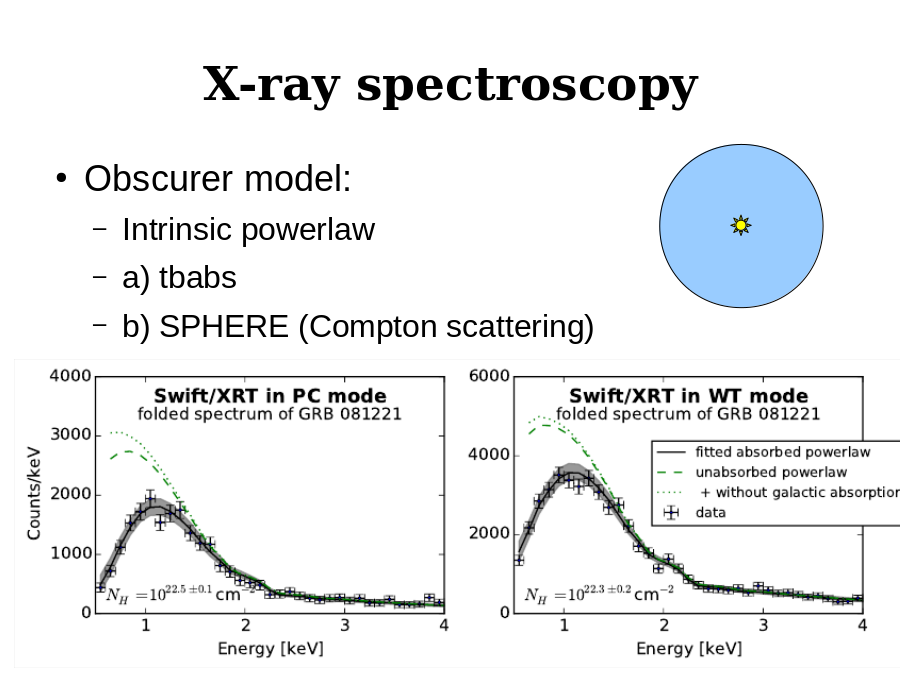 X-ray spectroscopy
• Obscurer model:
– Intrinsic powerlaw
– a) tbabs
– b) SPHERE (Compton scattering)
Swift/XRT in PC mode
folded spectrum of GRB 081221
4000
3000
2000
1000
0
Counts/keV
N_H =10^22.5 ±0.1 cm^−2
1 2 3 4
Energy [keV]
Swift/XRT in WT mode
folded spectrum of GRB 081221
6000
4000
2000
0
fitted absorbed powerlaw
unabsorbed powerlaw
+ without galactic absorption
data
N_H =10^22.3 ±0.2 cm^−2
1 2 3 4
Energy [keV]